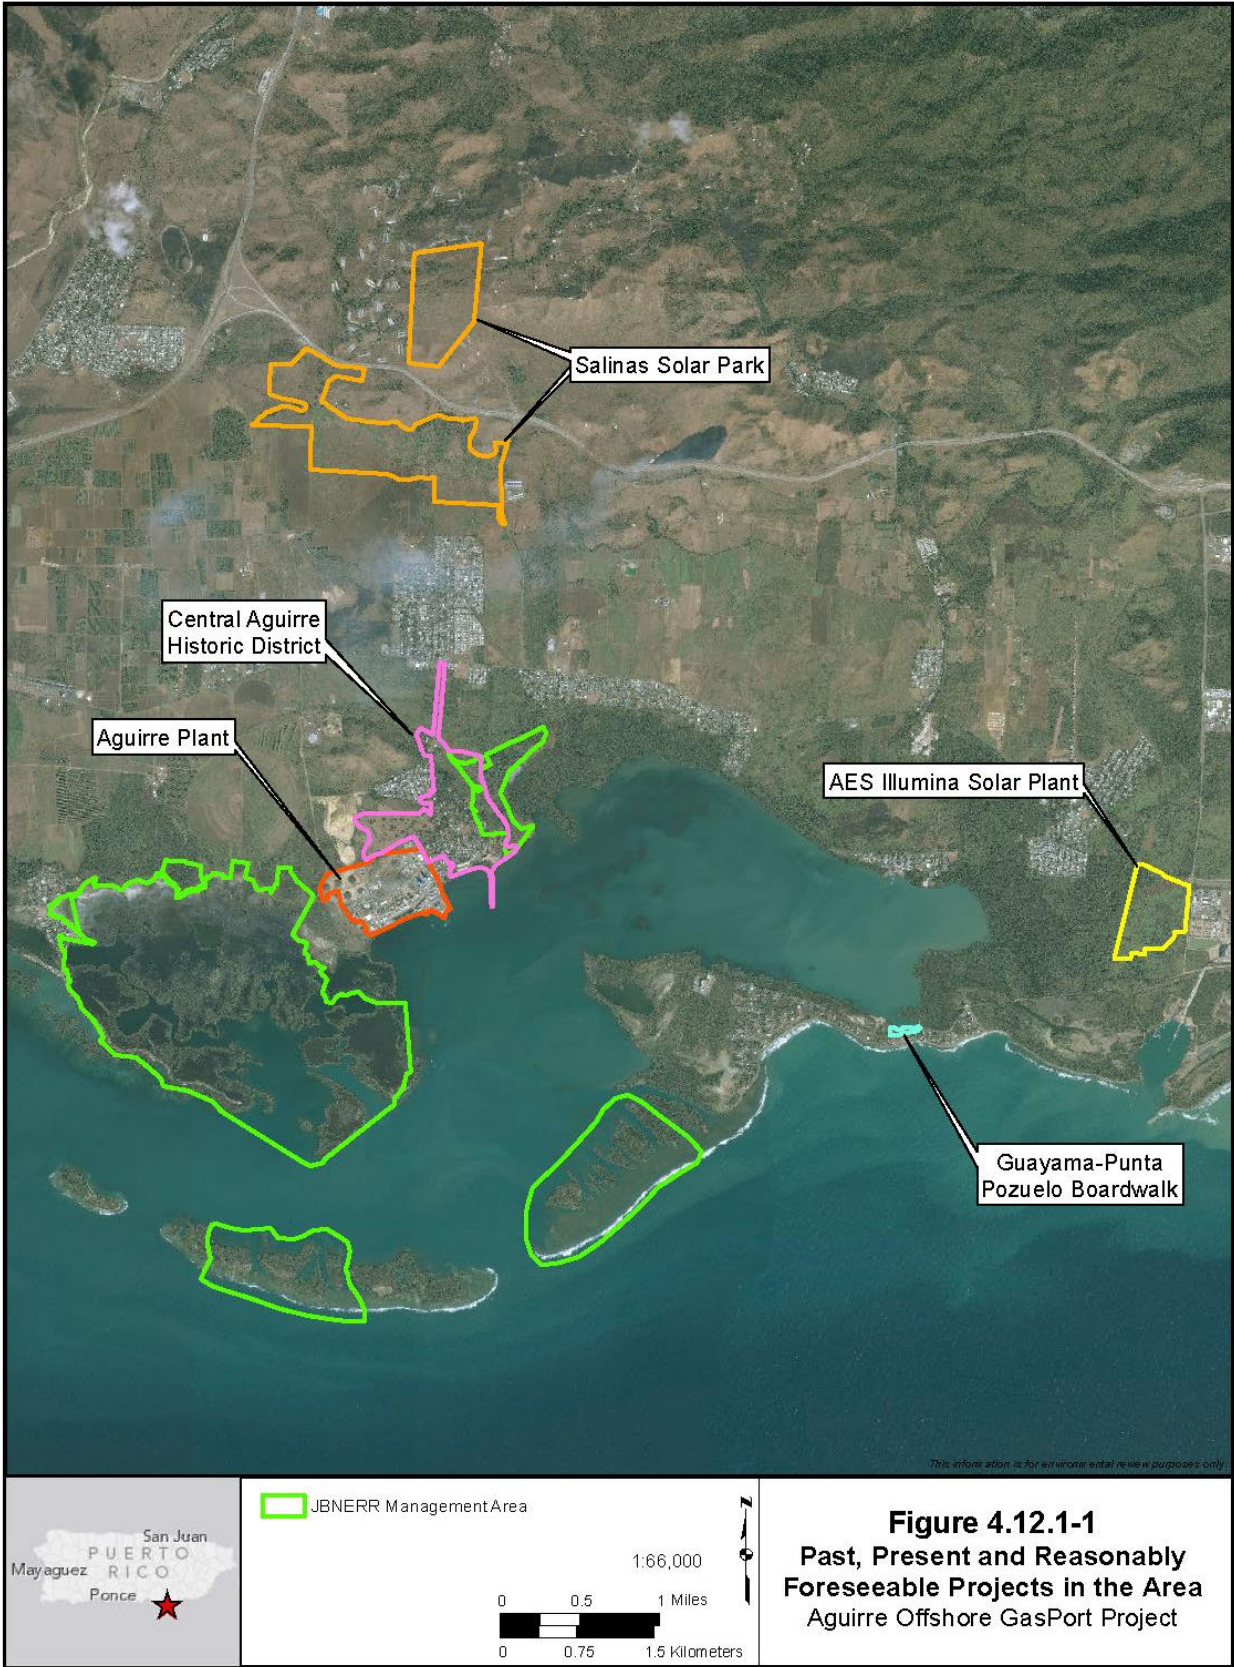 Salinas Solar Park
Central Aguirre
Historic District
Aguirre Plant
AES Illumina Solar Plant
Guayama-Punta
Pozuelo Boardwalk
This information is for environmental review purposes only.
San Juan
PUERTO
Mayaguez RICO
Ponce
JBNERR Management Area
N
1:66,000
0 0.5 1 Miles
0 0.75 1.5 Kilometers
Figure 4.12.1-1
Past, Present and Reasonably
Foreseeable Projects in the Area
Aguirre Offshore GasPort Project